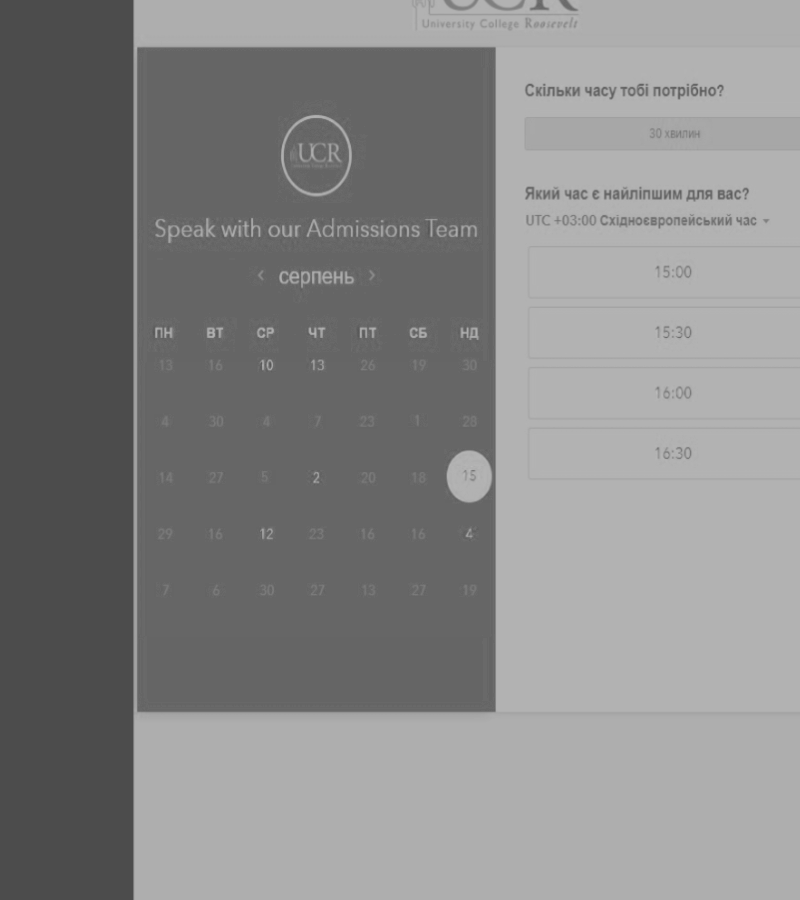 UCR
University College Roosevelt
UCR
Speak with our Admissions Team
< серпень >
ПН ВТ СР ЧТ ПТ СБ НД
13 16 10 13 26 19 30
4 30 4 7 23 1 28
14 27 5 2 20 18 15
29 16 12 23 16 16 4
7 6 30 27 13 27 19
Скільки часу тобі потрібно?
30 хвилин
Який час є найліпшим для вас?
UTC +03:00 Східноєвропейський час
15:00
15:30
16:00
16:30